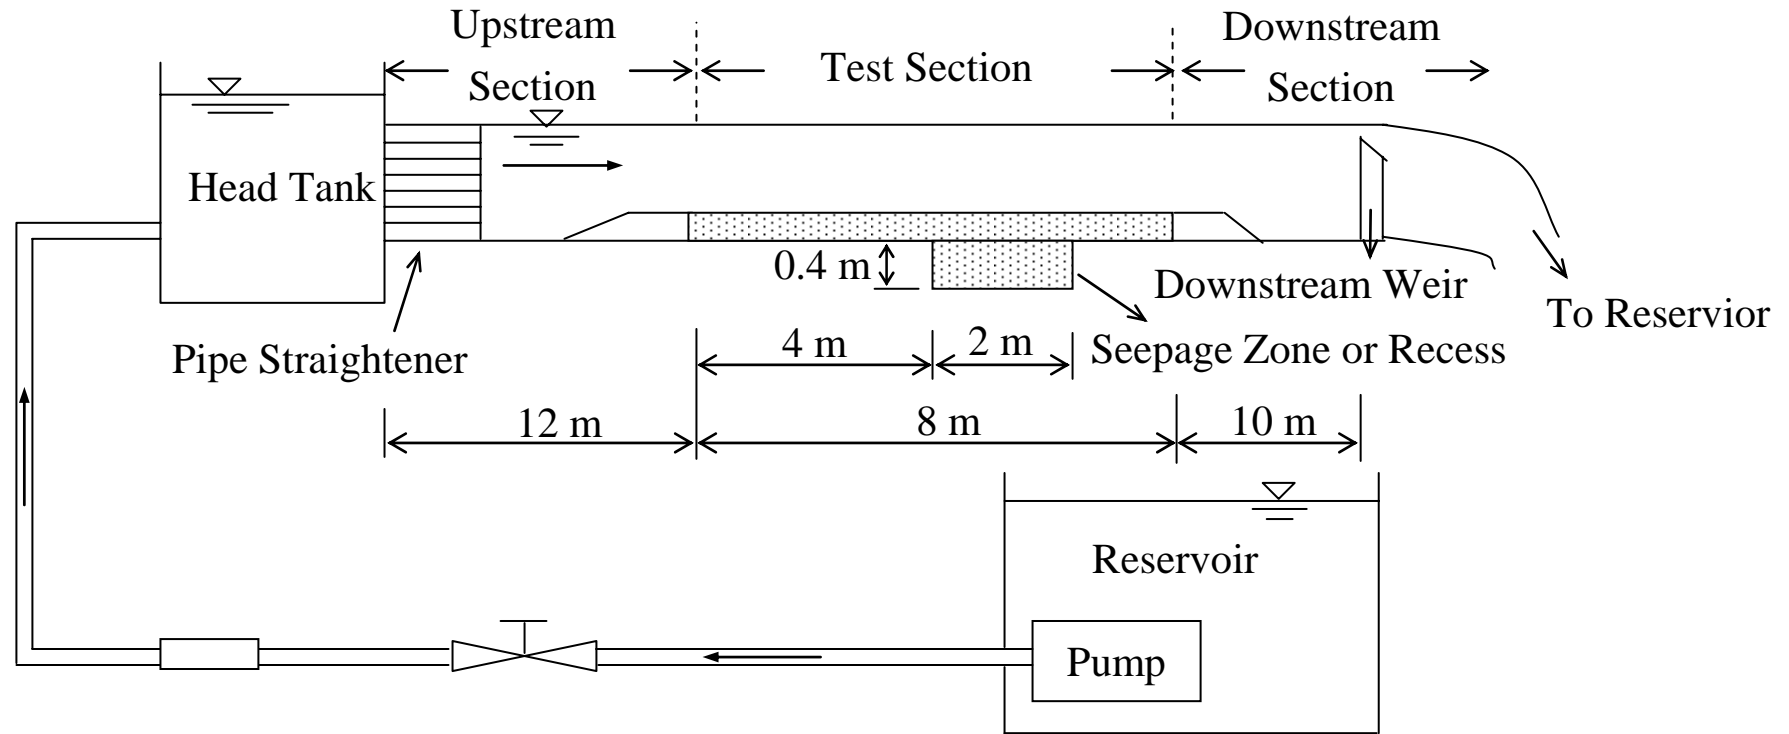 Upstream
Section
Test Section
Downstream
Section
Head Tank
0.4 m
Downstream Weir
To Reservior
Pipe Straightener
4 m
2 m
Seepage Zone or Recess
12 m
8 m
10 m
Reservoir
Pump